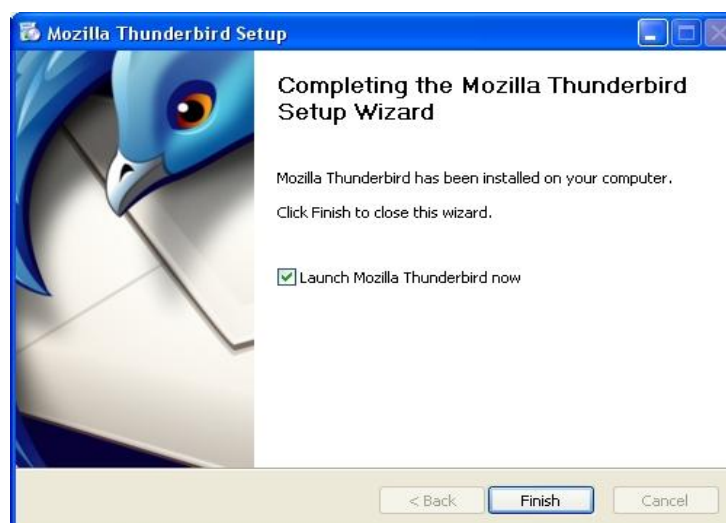 Mozilla Thunderbird Setup
Completing the Mozilla Thunderbird
Setup Wizard
Mozilla Thunderbird has been installed on your computer.
Click Finish to close this wizard.
Launch Mozilla Thunderbird now
< Back
Finish
Cancel